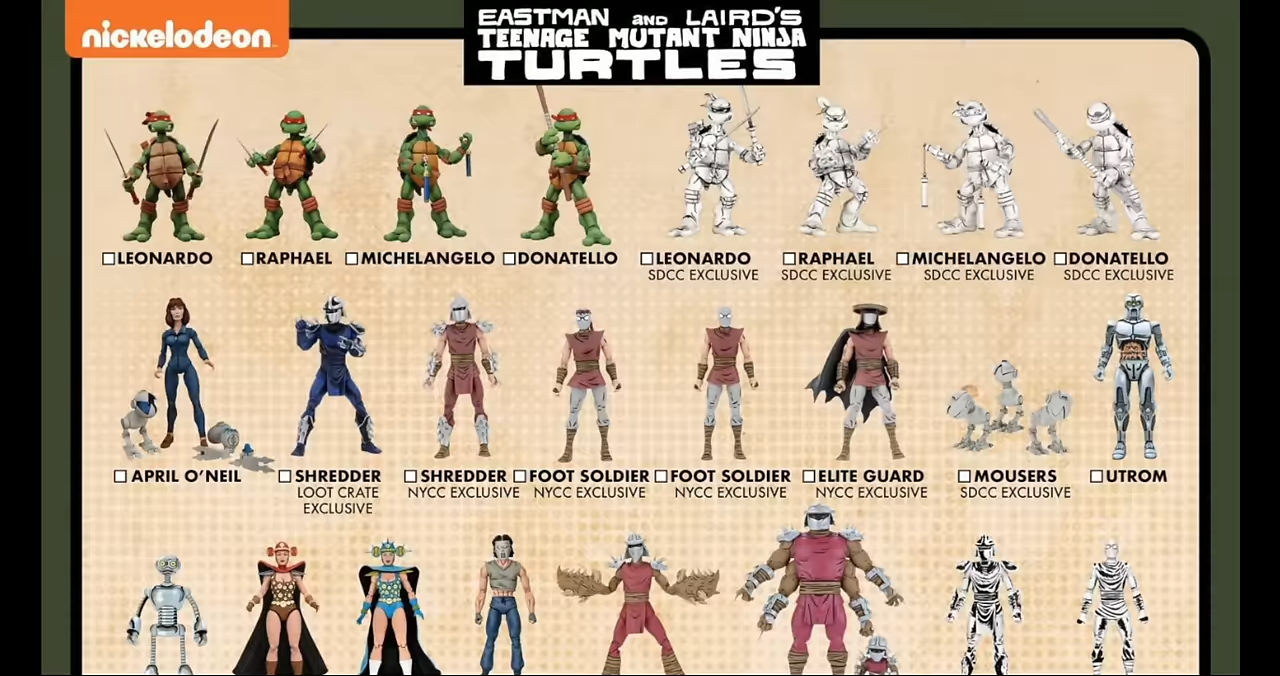 nickelodeon
EASTMAN AND LAIRD'S
TEENAGE MUTANT NINJA
TURTLES
LEONARDO
RAPHAEL
MICHELANGELO
DONATELLO
LEONARDO
SDCC EXCLUSIVE
RAPHAEL
SDCC EXCLUSIVE
MICHELANGELO
SDCC EXCLUSIVE
DONATELLO
SDCC EXCLUSIVE
APRIL O'NEIL
SHREDDER
LOOT CRATE
EXCLUSIVE
SHREDDER
NYCC EXCLUSIVE
FOOT SOLDIER
NYCC EXCLUSIVE
FOOT SOLDIER
NYCC EXCLUSIVE
ELITE GUARD
NYCC EXCLUSIVE
MOUSERS
SDCC EXCLUSIVE
UTROM